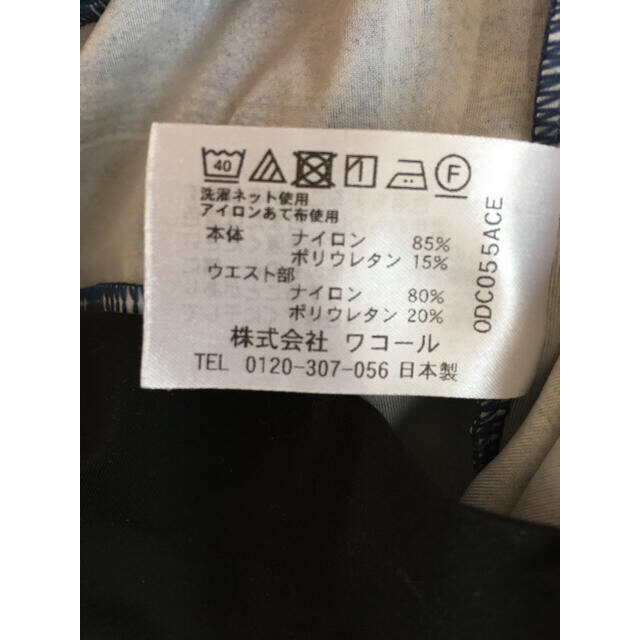 40
F
洗濯ネット使用
アイロンあて布使用
本体 ナイロン 85%
ポリウレタン 15%
ウエスト部
ナイロン 80%
ポリウレタン 20%
株式会社 ワコール
TEL 0120-307-056 日本製
ODC055ACE